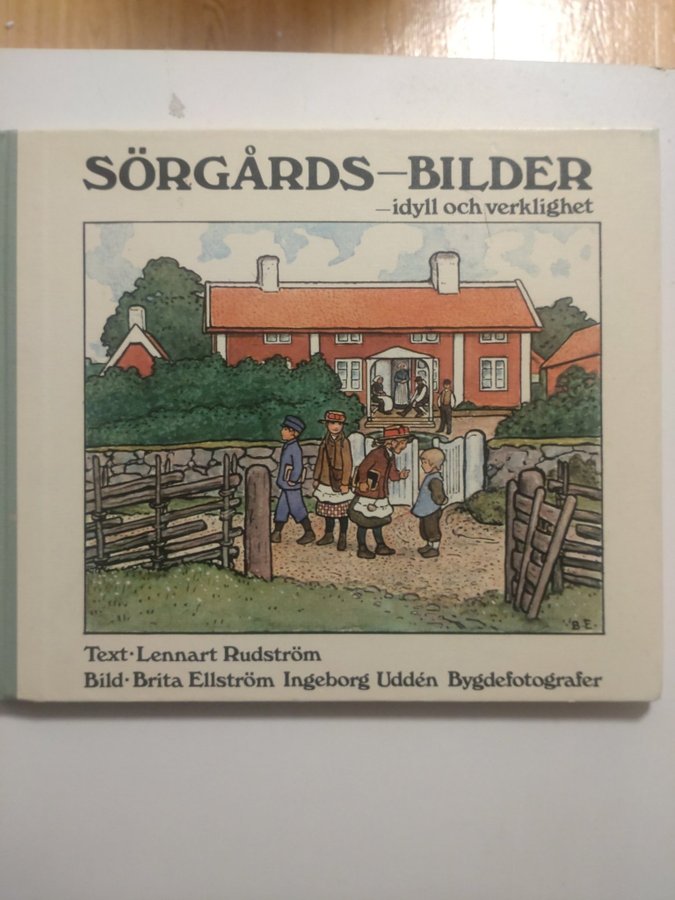 SÖRGÅRDS—BILDER
—idyll och verklighet
B.E.
Text·Lennart Rudström
Bild·Brita Ellström Ingeborg Uddén Bygdefotografer